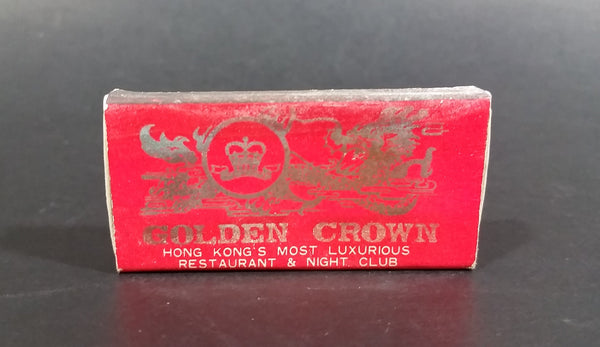 GOLDEN CROWN
HONG KONG'S MOST LUXURIOUS
RESTAURANT & NIGHT CLUB